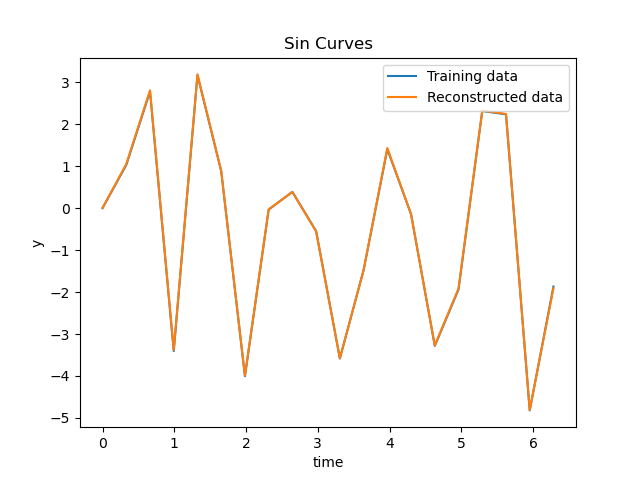 Sin Curves
Training data
Reconstructed data
3
2
1
0
−1
−2
−3
−4
−5
y
0 1 2 3 4 5 6
time